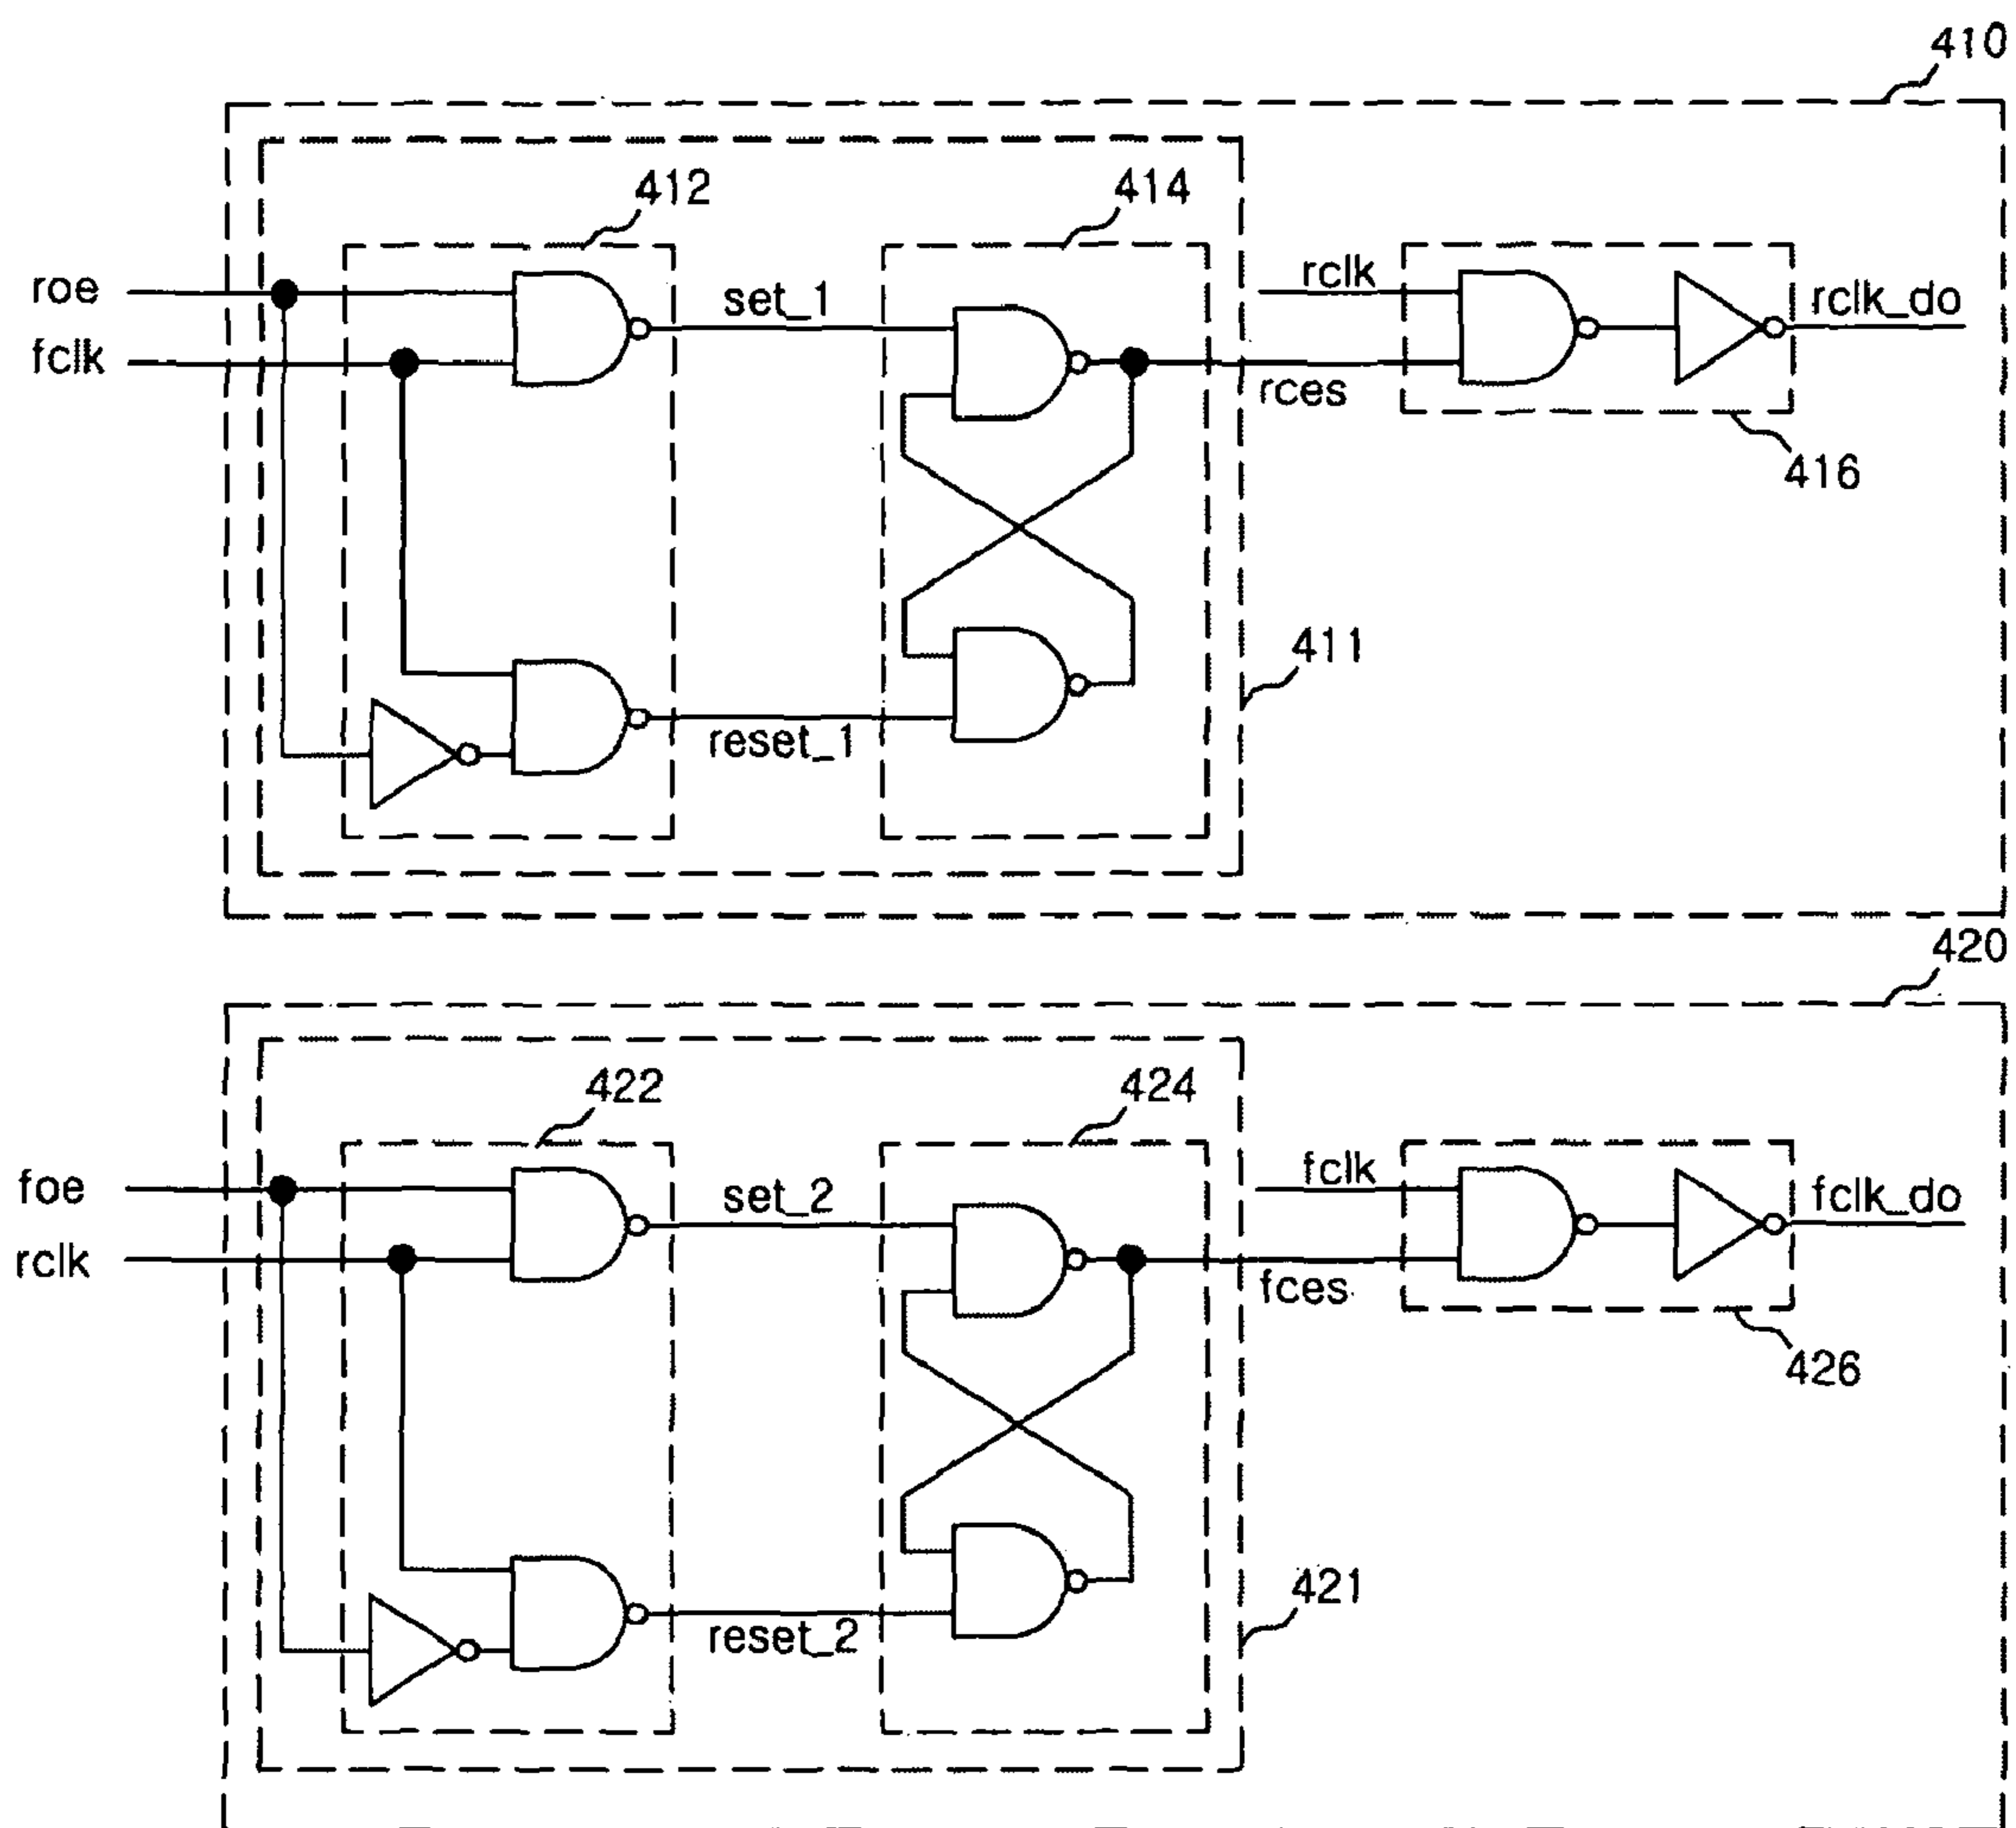 410
412
414
roe
fclk
set_1
rclk
rclk_do
rces
416
411
reset_1
420
422
424
foe
rclk
set_2
fclk
fclk_do
fces
426
421
reset_2